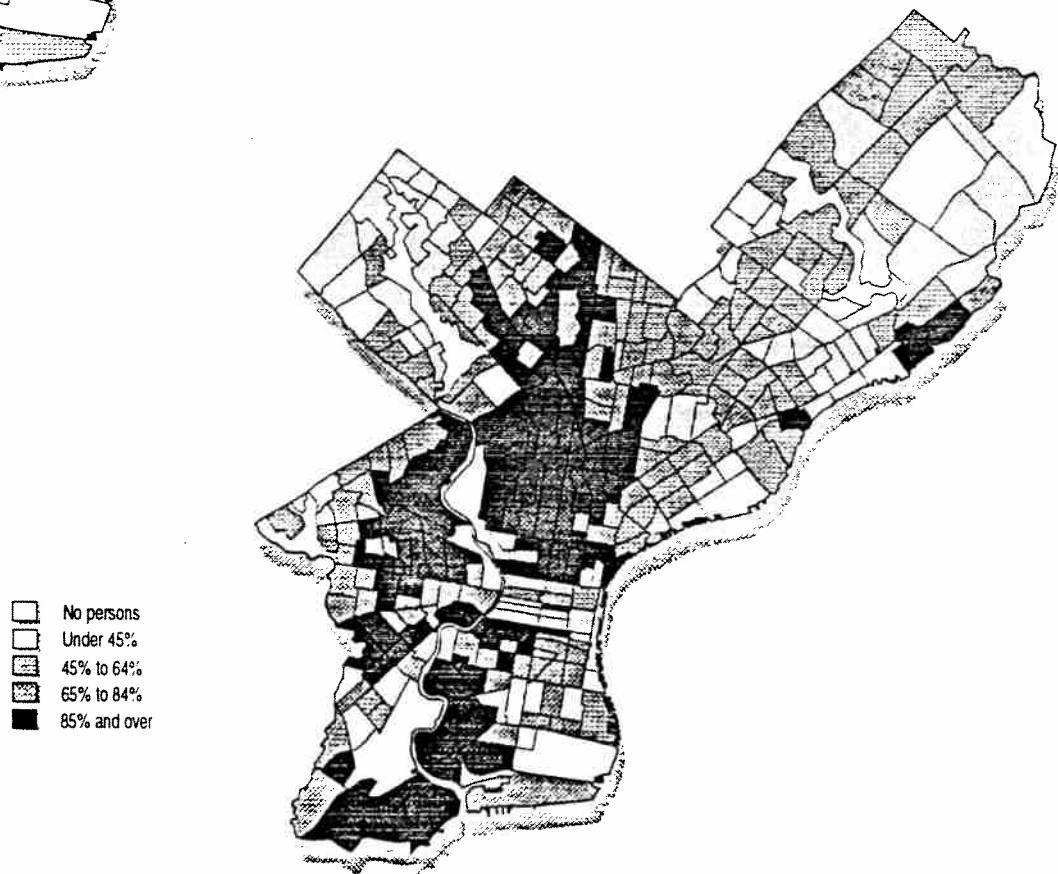 No persons
Under 45%
45% to 64%
65% to 84%
85% and over